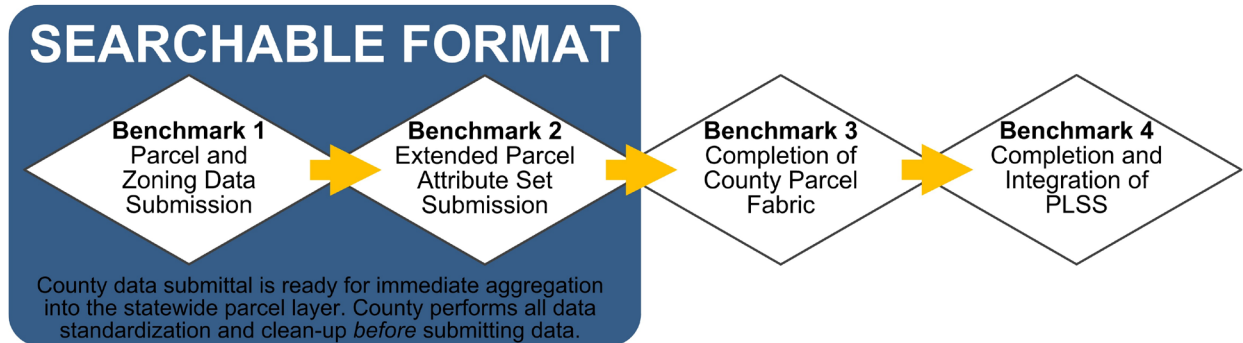 SEARCHABLE FORMAT
Benchmark 1
Parcel and
Zoning Data
Submission
Benchmark 2
Extended Parcel
Attribute Set
Submission
Benchmark 3
Completion of
County Parcel
Fabric
Benchmark 4
Completion and
Integration of
PLSS
County data submittal is ready for immediate aggregation
into the statewide parcel layer. County performs all data
standardization and clean-up before submitting data.